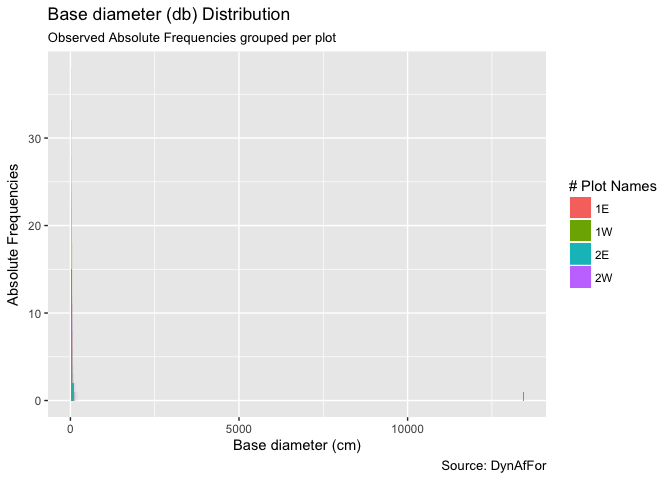 Base diameter (db) Distribution
Observed Absolute Frequencies grouped per plot
Absolute Frequencies
30
20
10
0
0 5000 10000
Base diameter (cm)
# Plot Names
1E
1W
2E
2W
Source: DynAfFor